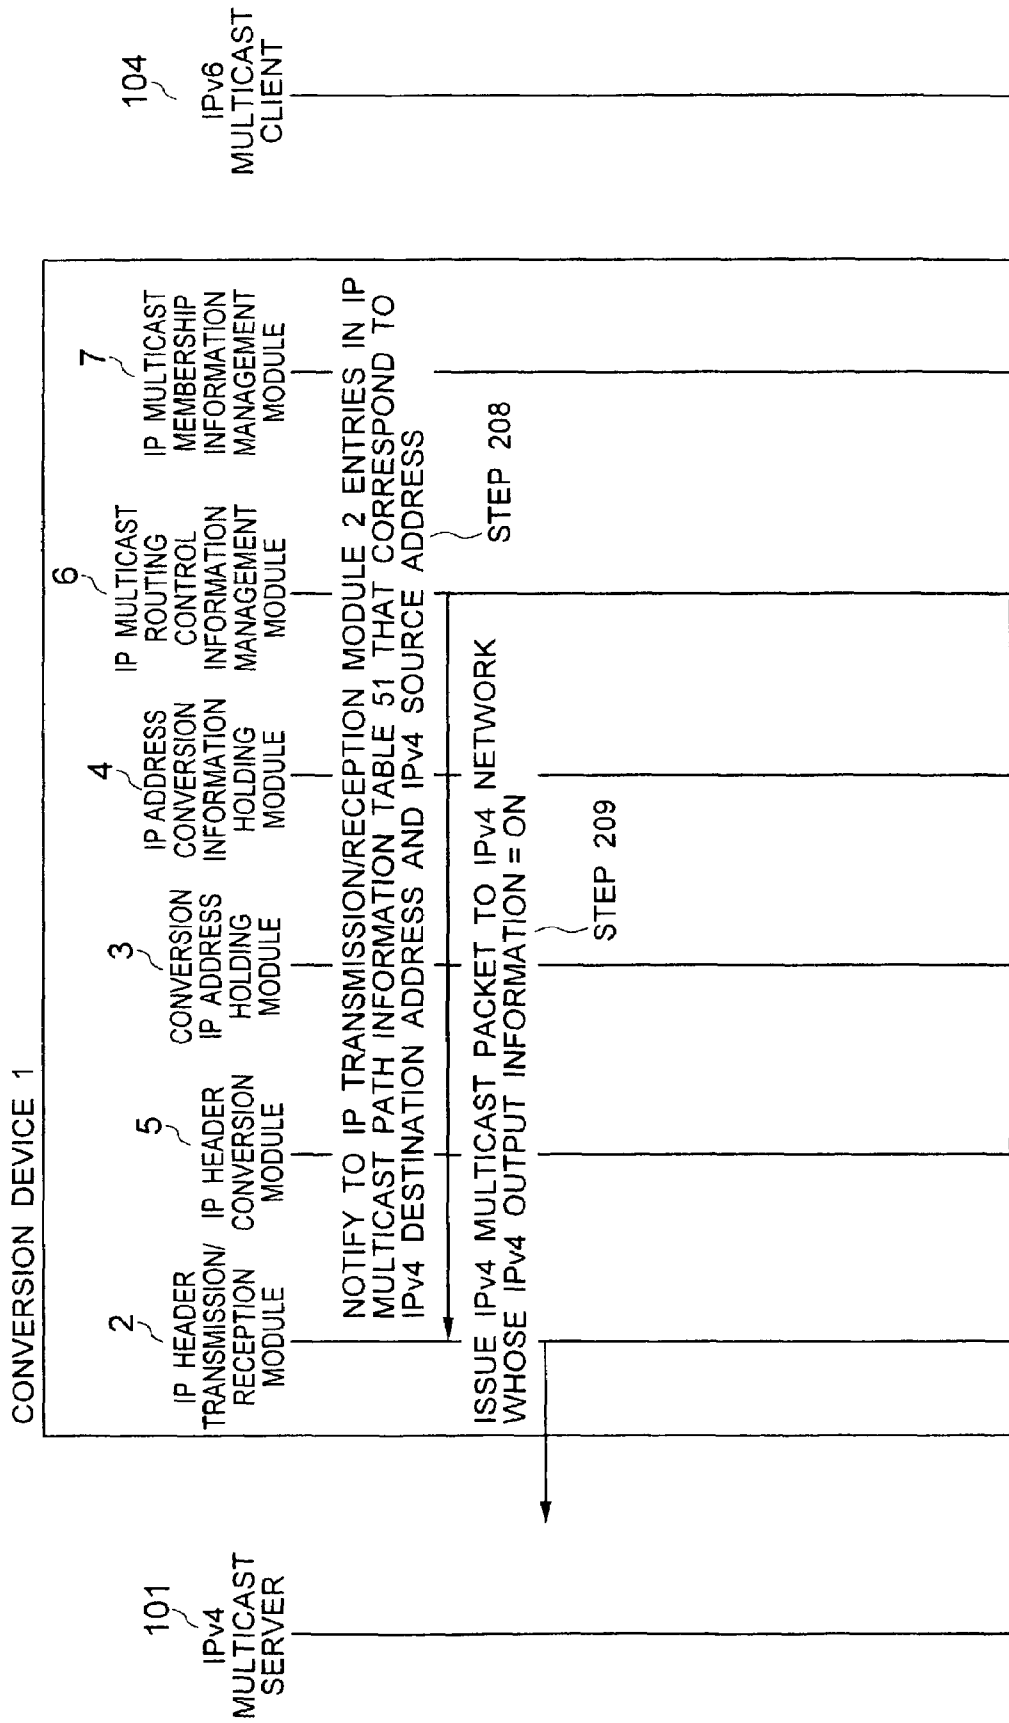 CONVERSION DEVICE 1
101
IPv4
MULTICAST
SERVER
2
IP HEADER
TRANSMISSION/
RECEPTION
MODULE
5
IP HEADER
CONVERSION
MODULE
3
CONVERSION
IP ADDRESS
HOLDING
MODULE
4
IP ADDRESS
CONVERSION
INFORMATION
HOLDING
MODULE
6
IP MULTICAST
ROUTING
CONTROL
INFORMATION
MANAGEMENT
MODULE
7
IP MULTICAST
MEMBERSHIP
INFORMATION
MANAGEMENT
MODULE
104
IPv6
MULTICAST
CLIENT
NOTIFY TO IP TRANSMISSION/RECEPTION MODULE 2 ENTRIES IN IP
MULTICAST PATH INFORMATION TABLE 51 THAT CORRESPOND TO
IPv4 DESTINATION ADDRESS AND IPv4 SOURCE ADDRESS
STEP 208
ISSUE IPv4 MULTICAST PACKET TO IPv4 NETWORK
WHOSE IPv4 OUTPUT INFORMATION = ON
STEP 209